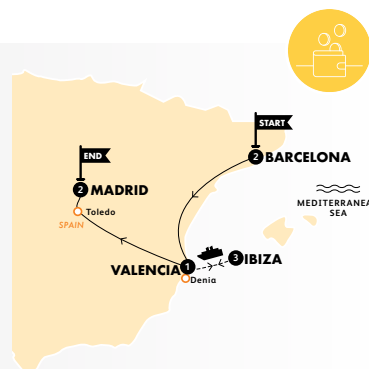 START
2 BARCELONA
END
2 MADRID
Toledo
SPAIN
MEDITERRANEA
SEA
3 IBIZA
VALENCIA 1
Denia